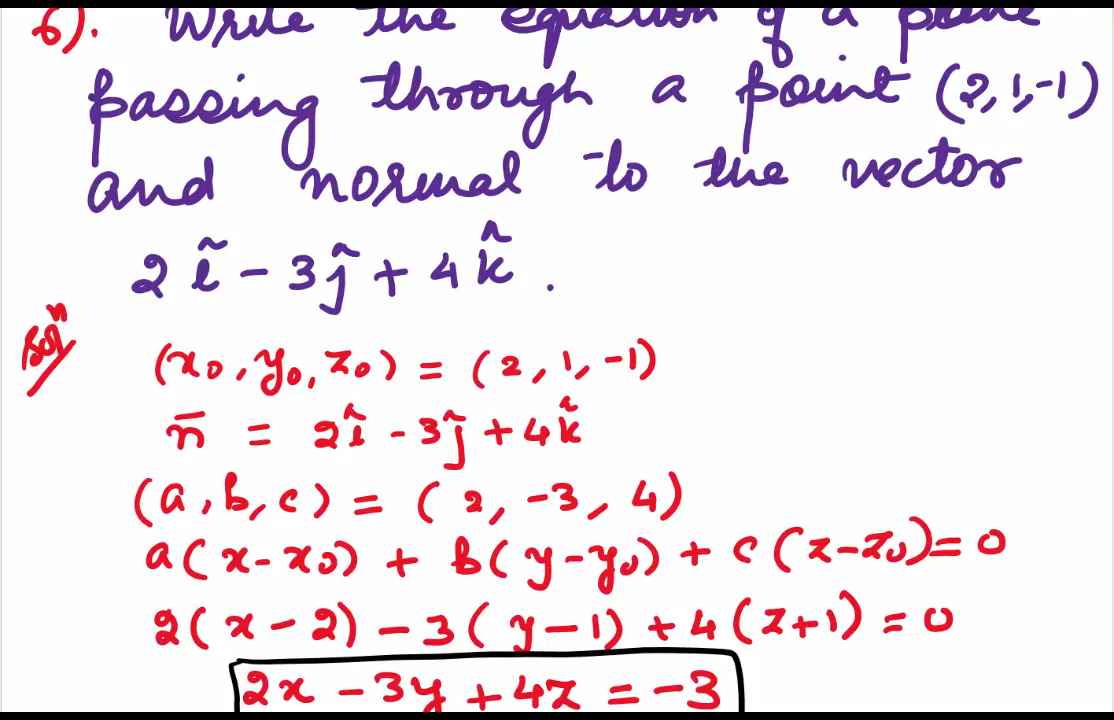 6). Write the equation of a plane
passing through a point (2,1,-1)
and normal to the vector
2î - 3ĵ + 4k̂.
Solⁿ
(x₀, y₀, z₀) = (2, 1, -1)
n̄ = 2î - 3ĵ + 4k̂
(a, b, c) = (2, -3, 4)
a(x-x₀) + b(y-y₀) + c(z-z₀) = 0
2(x-2) - 3(y-1) + 4(z+1) = 0
2x - 3y + 4z = -3